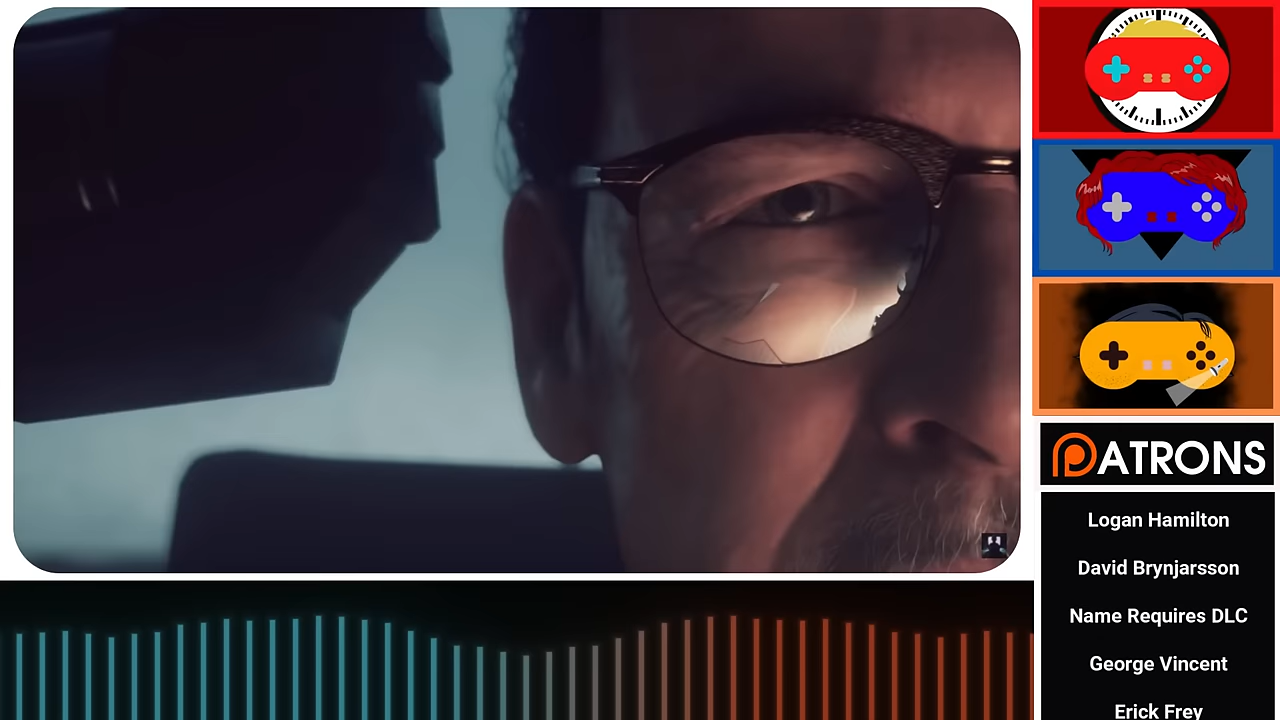 PATRONS
Logan Hamilton
David Brynjarsson
Name Requires DLC
George Vincent
Erick Frey